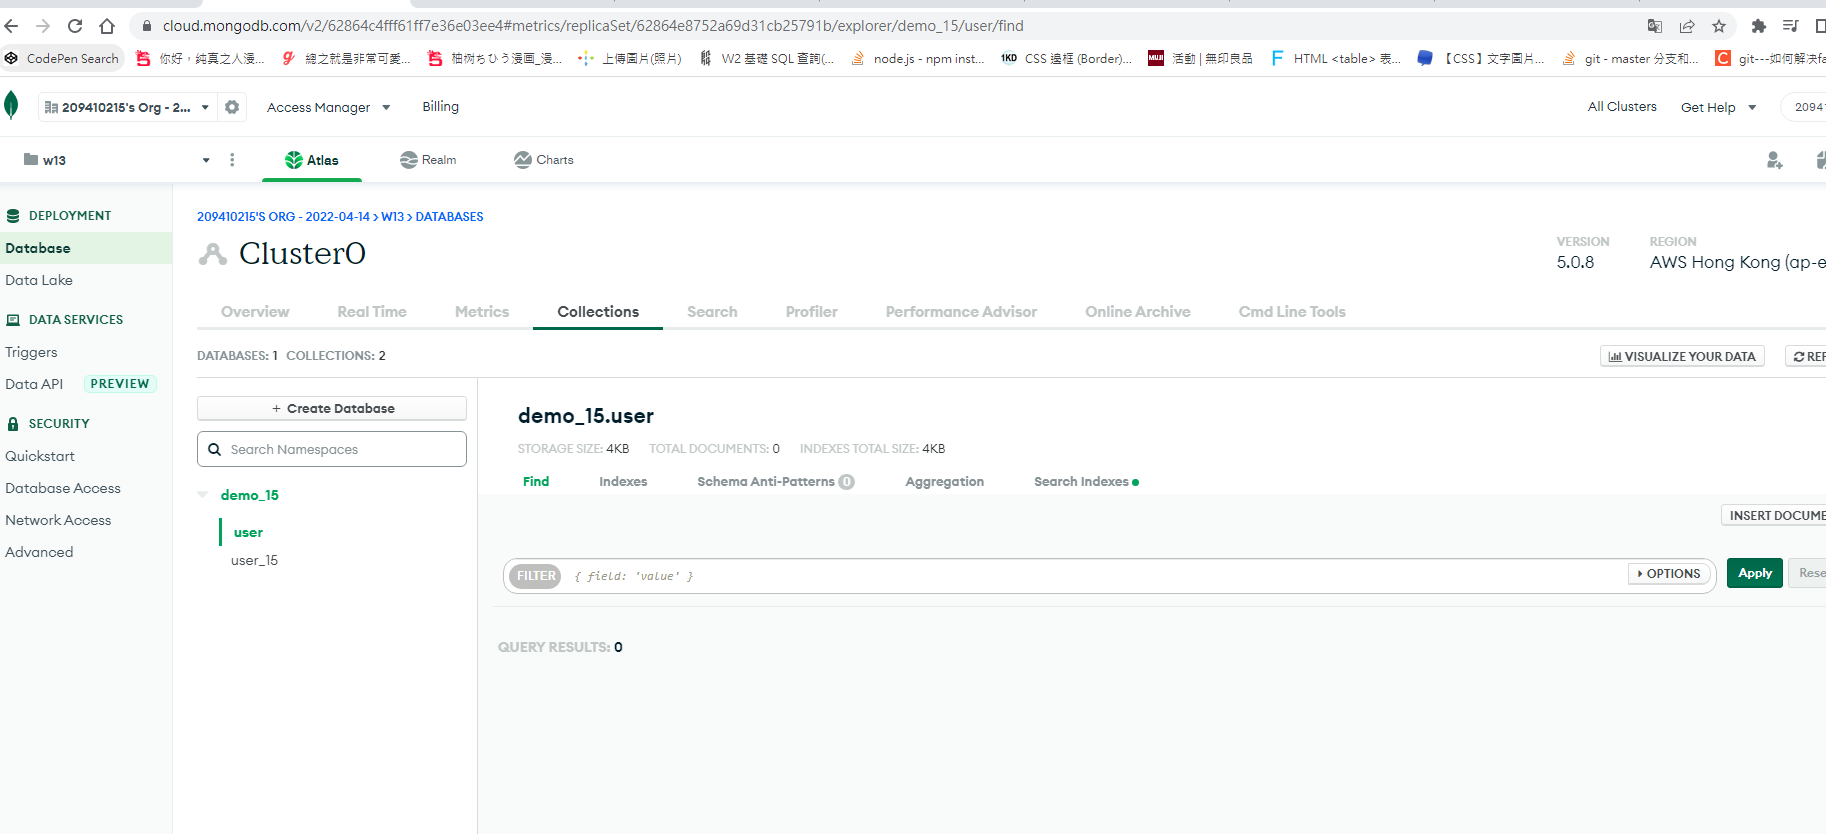 cloud.mongodb.com/v2/62864c4fff61ff7e36e03ee4#metrics/replicaSet/62864e8752a69d31cb25791b/explorer/demo_15/user/find
CodePen Search 你好，纯真之人漫... 總之就是非常可愛... 柚树ちひろ漫画_漫... 上傳圖片(照片) W2 基礎 SQL 查詢(... node.js - npm inst... 1KD CSS 邊框 (Border)... MUJI 活動 | 無印良品 HTML <table> 表... 【CSS】文字圖片... git - master 分支和... git---如何解决fa
209410215's Org - 2... Access Manager Billing All Clusters Get Help 2094
w13 Atlas Realm Charts
DEPLOYMENT
Database
Data Lake
DATA SERVICES
Triggers
Data API PREVIEW
SECURITY
Quickstart
Database Access
Network Access
Advanced
209410215'S ORG - 2022-04-14 > W13 > DATABASES
Cluster0
VERSION
5.0.8
REGION
AWS Hong Kong (ap-e
Overview Real Time Metrics Collections Search Profiler Performance Advisor Online Archive Cmd Line Tools
DATABASES: 1 COLLECTIONS: 2
VISUALIZE YOUR DATA REF
+ Create Database
Search Namespaces
demo_15
user
user_15
demo_15.user
STORAGE SIZE: 4KB TOTAL DOCUMENTS: 0 INDEXES TOTAL SIZE: 4KB
Find Indexes Schema Anti-Patterns 0 Aggregation Search Indexes
INSERT DOCUME
FILTER { field: 'value' } OPTIONS Apply Rese
QUERY RESULTS: 0